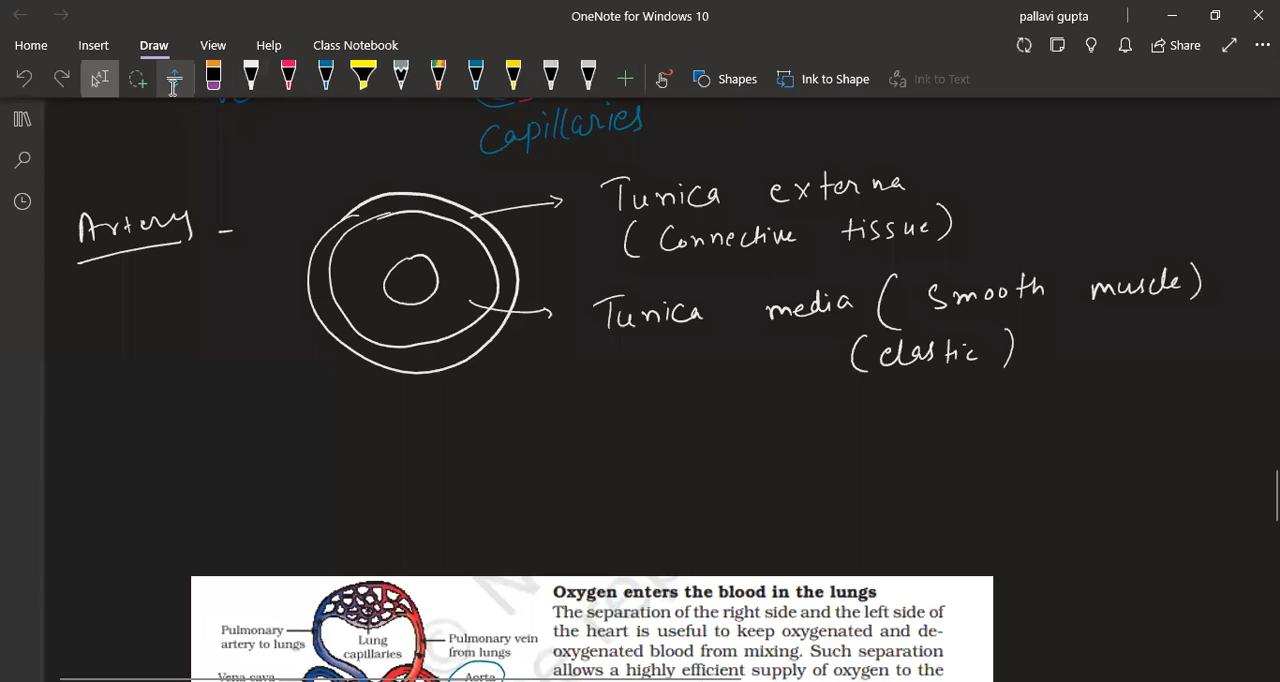 OneNote for Windows 10
pallavi gupta
Home Insert Draw View Help Class Notebook
Share
Shapes Ink to Shape Ink to Text
Capillaries
Artery -
Tunica externa
(Connective tissue)
Tunica media (Smooth muscle)
(elastic)
Pulmonary
artery to lungs
Lung
capillaries
Pulmonary vein
from lungs
Vena cava
Aorta
Oxygen enters the blood in the lungs
The separation of the right side and the left side of
the heart is useful to keep oxygenated and de-
oxygenated blood from mixing. Such separation
allows a highly efficient supply of oxygen to the